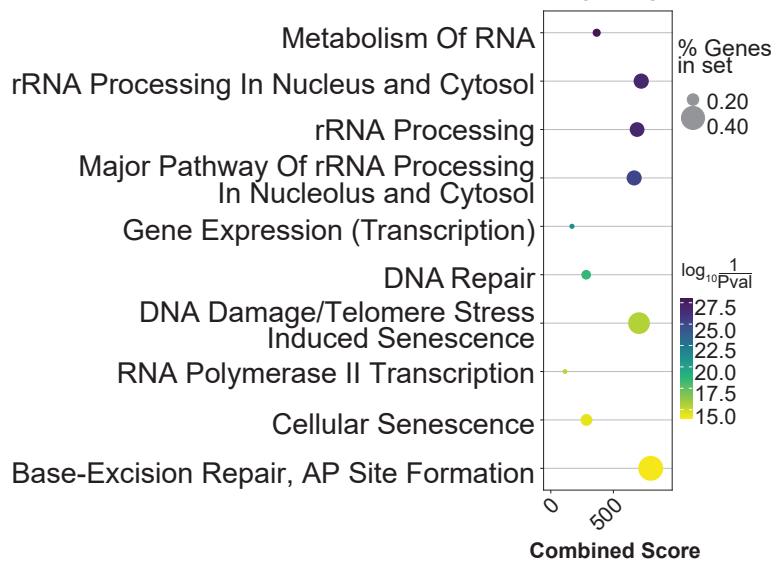 Metabolism Of RNA
rRNA Processing In Nucleus and Cytosol
rRNA Processing
Major Pathway Of rRNA Processing
In Nucleolus and Cytosol
Gene Expression (Transcription)
DNA Repair
DNA Damage/Telomere Stress
Induced Senescence
RNA Polymerase II Transcription
Cellular Senescence
Base-Excision Repair, AP Site Formation
0
500
Combined Score
% Genes
in set
0.20
0.40
log₁₀ 1/Pval
27.5
25.0
22.5
20.0
17.5
15.0